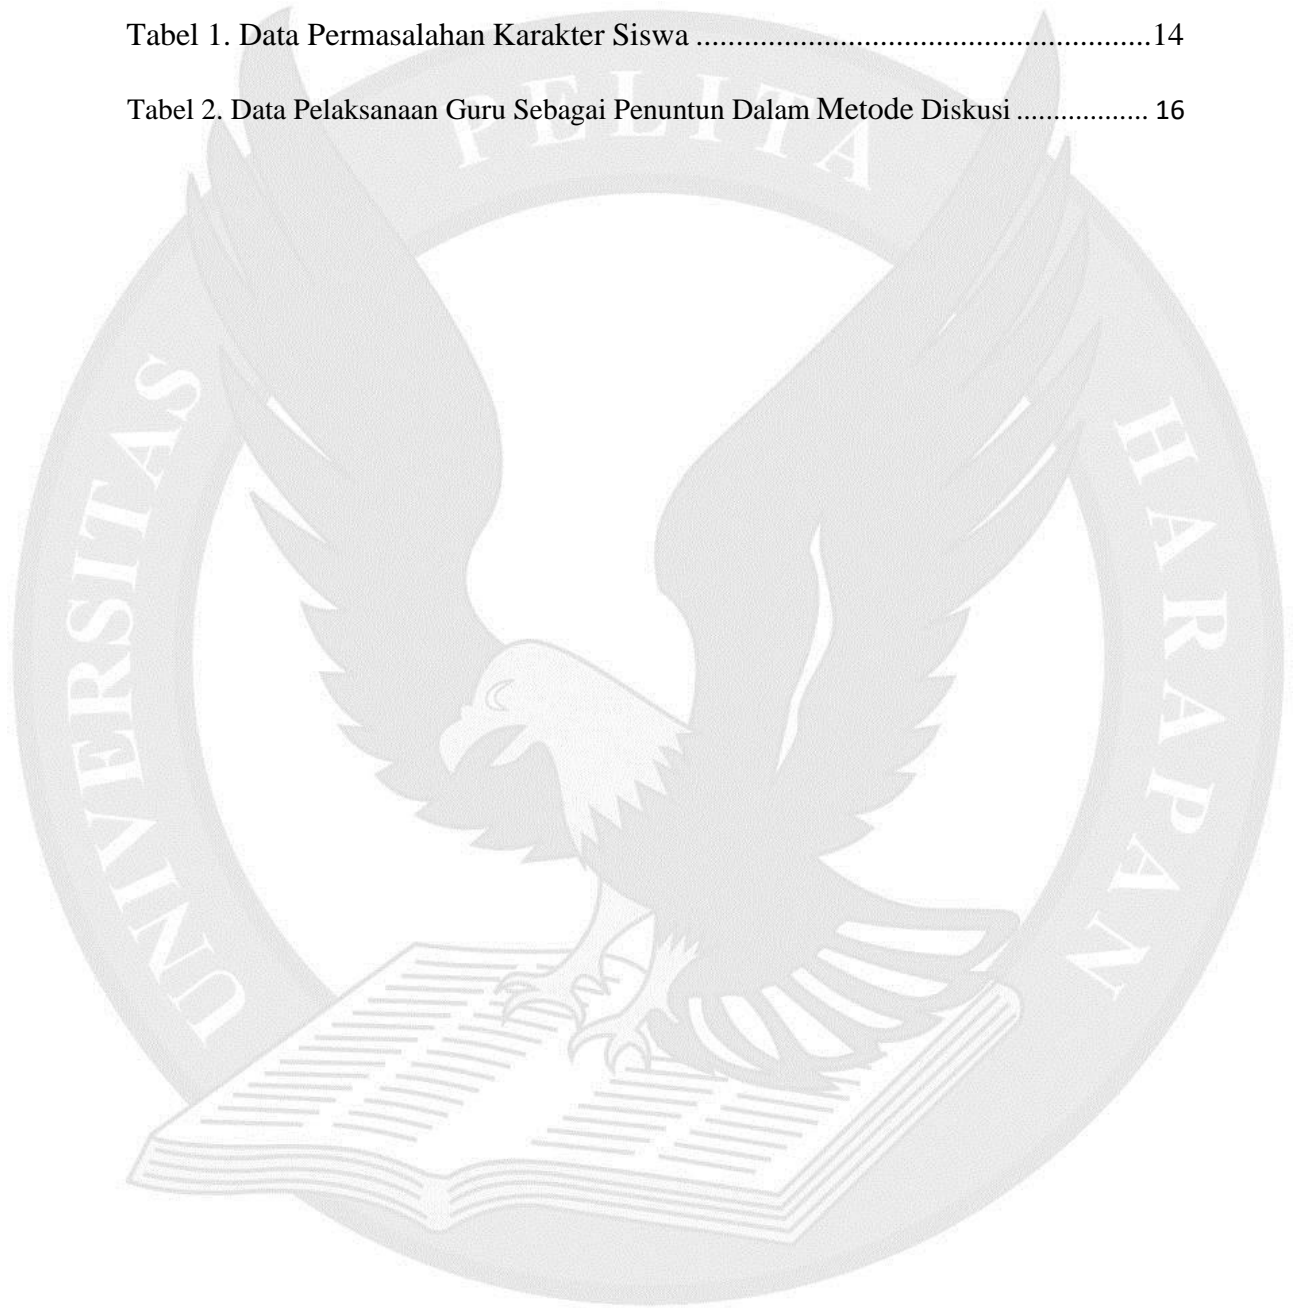 Tabel 1. Data Permasalahan Karakter Siswa .........................................................14
Tabel 2. Data Pelaksanaan Guru Sebagai Penuntun Dalam Metode Diskusi ................. 16
UNIVERSITAS PELITA HARAPAN